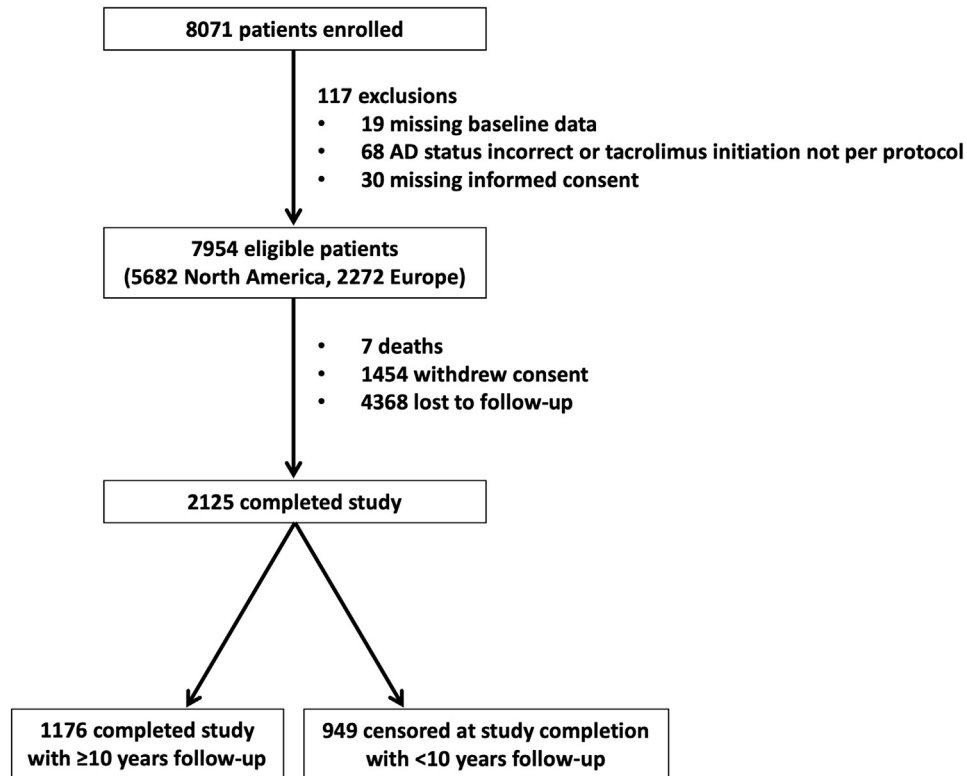 8071 patients enrolled
117 exclusions
• 19 missing baseline data
• 68 AD status incorrect or tacrolimus initiation not per protocol
• 30 missing informed consent
7954 eligible patients
(5682 North America, 2272 Europe)
• 7 deaths
• 1454 withdrew consent
• 4368 lost to follow-up
2125 completed study
1176 completed study
with ≥10 years follow-up
949 censored at study completion
with <10 years follow-up